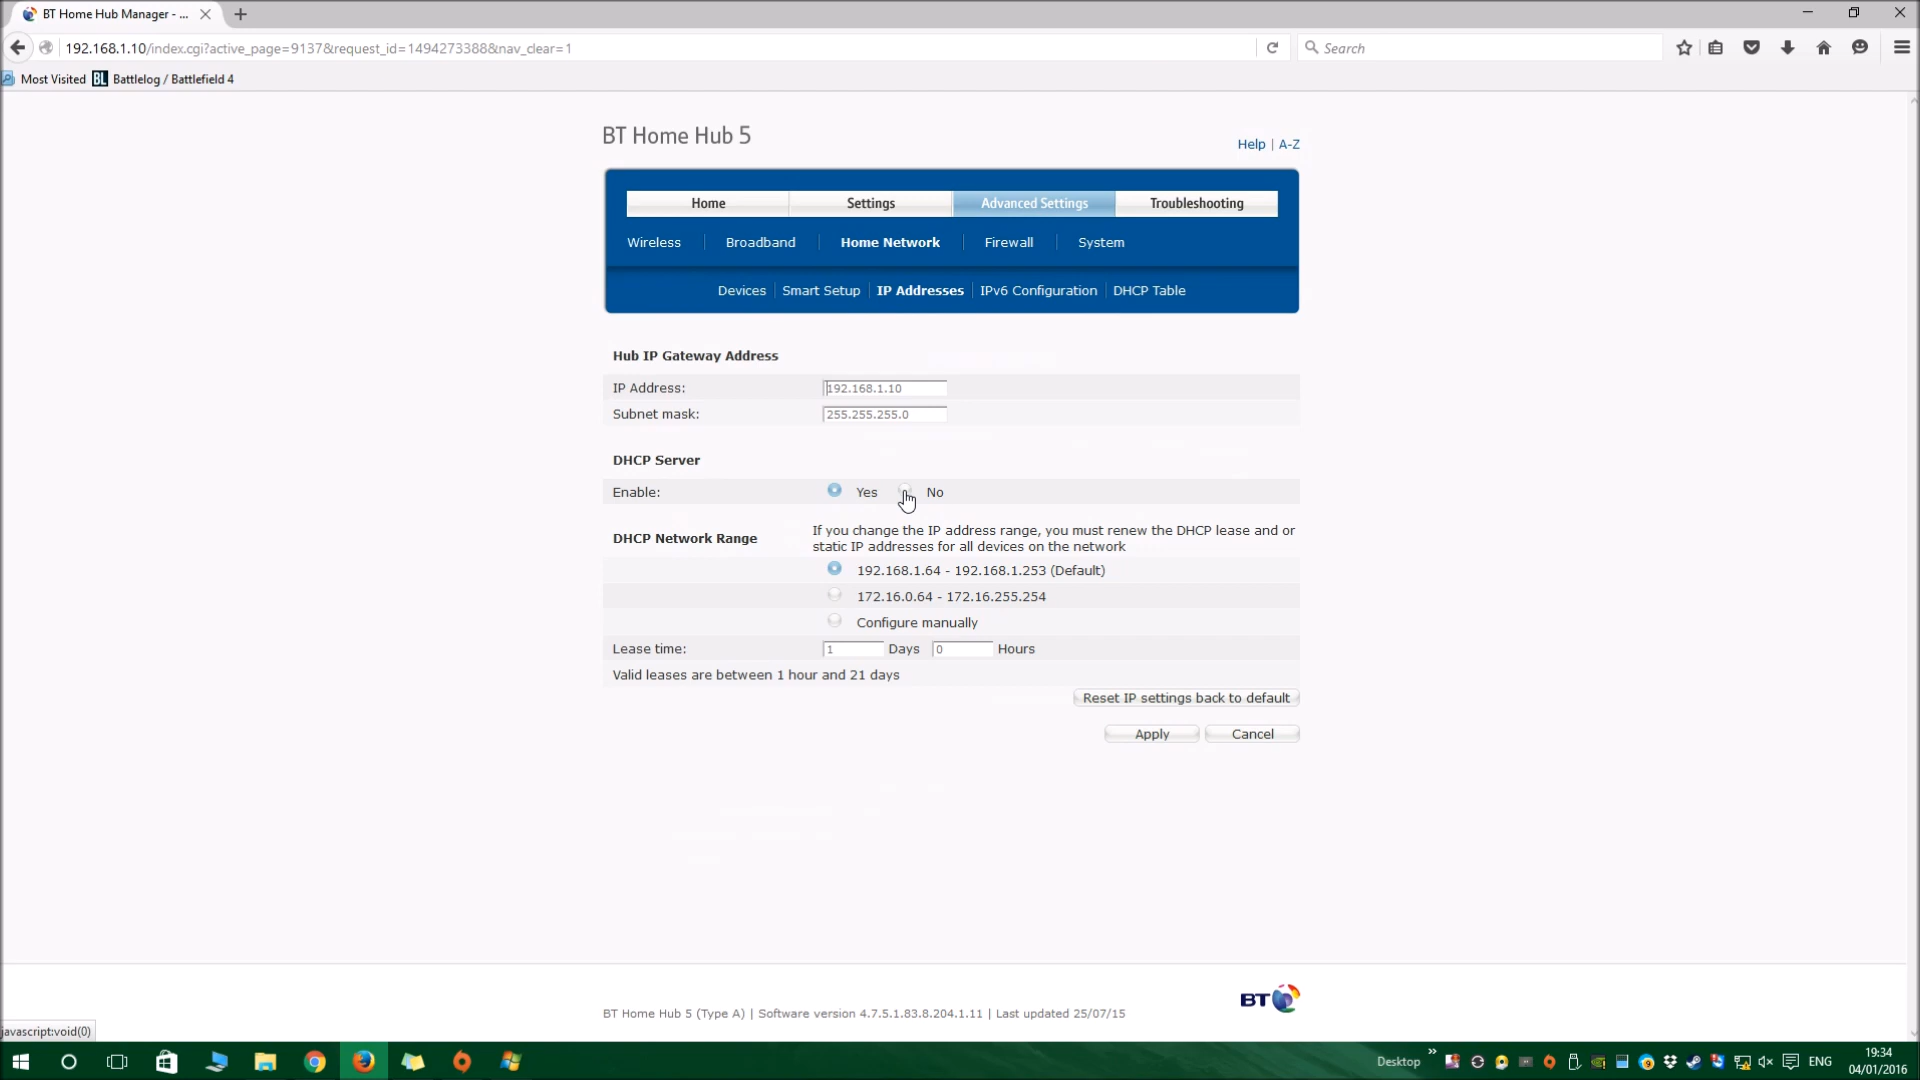 BT Home Hub Manager - ...
192.168.1.10/index.cgi?active_page=9137&request_id=1494273388&nav_clear=1
Search
Most Visited
BL Battlelog / Battlefield 4
BT Home Hub 5
Help | A-Z
Home Settings Advanced Settings Troubleshooting
Wireless Broadband Home Network Firewall System
Devices Smart Setup IP Addresses IPv6 Configuration DHCP Table
Hub IP Gateway Address
IP Address: 192.168.1.10
Subnet mask: 255.255.255.0
DHCP Server
Enable: Yes No
DHCP Network Range
If you change the IP address range, you must renew the DHCP lease and or
static IP addresses for all devices on the network
192.168.1.64 - 192.168.1.253 (Default)
172.16.0.64 - 172.16.255.254
Configure manually
Lease time: 1 Days 0 Hours
Valid leases are between 1 hour and 21 days
Reset IP settings back to default
Apply Cancel
BT
BT Home Hub 5 (Type A) | Software version 4.7.5.1.83.8.204.1.11 | Last updated 25/07/15
javascript:void(0)
Desktop » ENG
19:34
04/01/2016